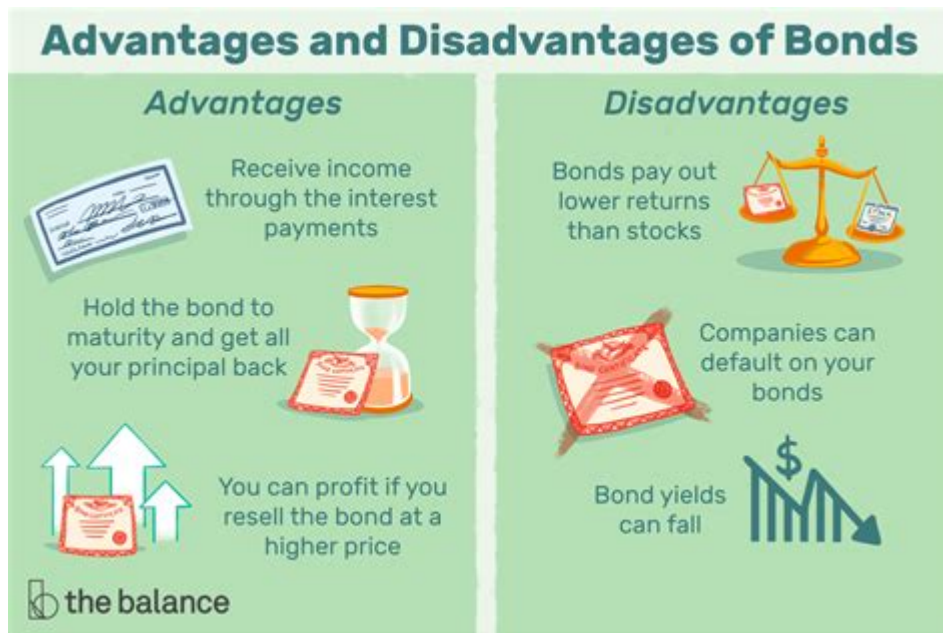 Advantages and Disadvantages of Bonds
Advantages
Receive income
through the interest
payments
Hold the bond to
maturity and get all
your principal back
You can profit if you
resell the bond at a
higher price
Disadvantages
Bonds pay out
lower returns
than stocks
Companies can
default on your
bonds
Bond yields
can fall
$
the balance